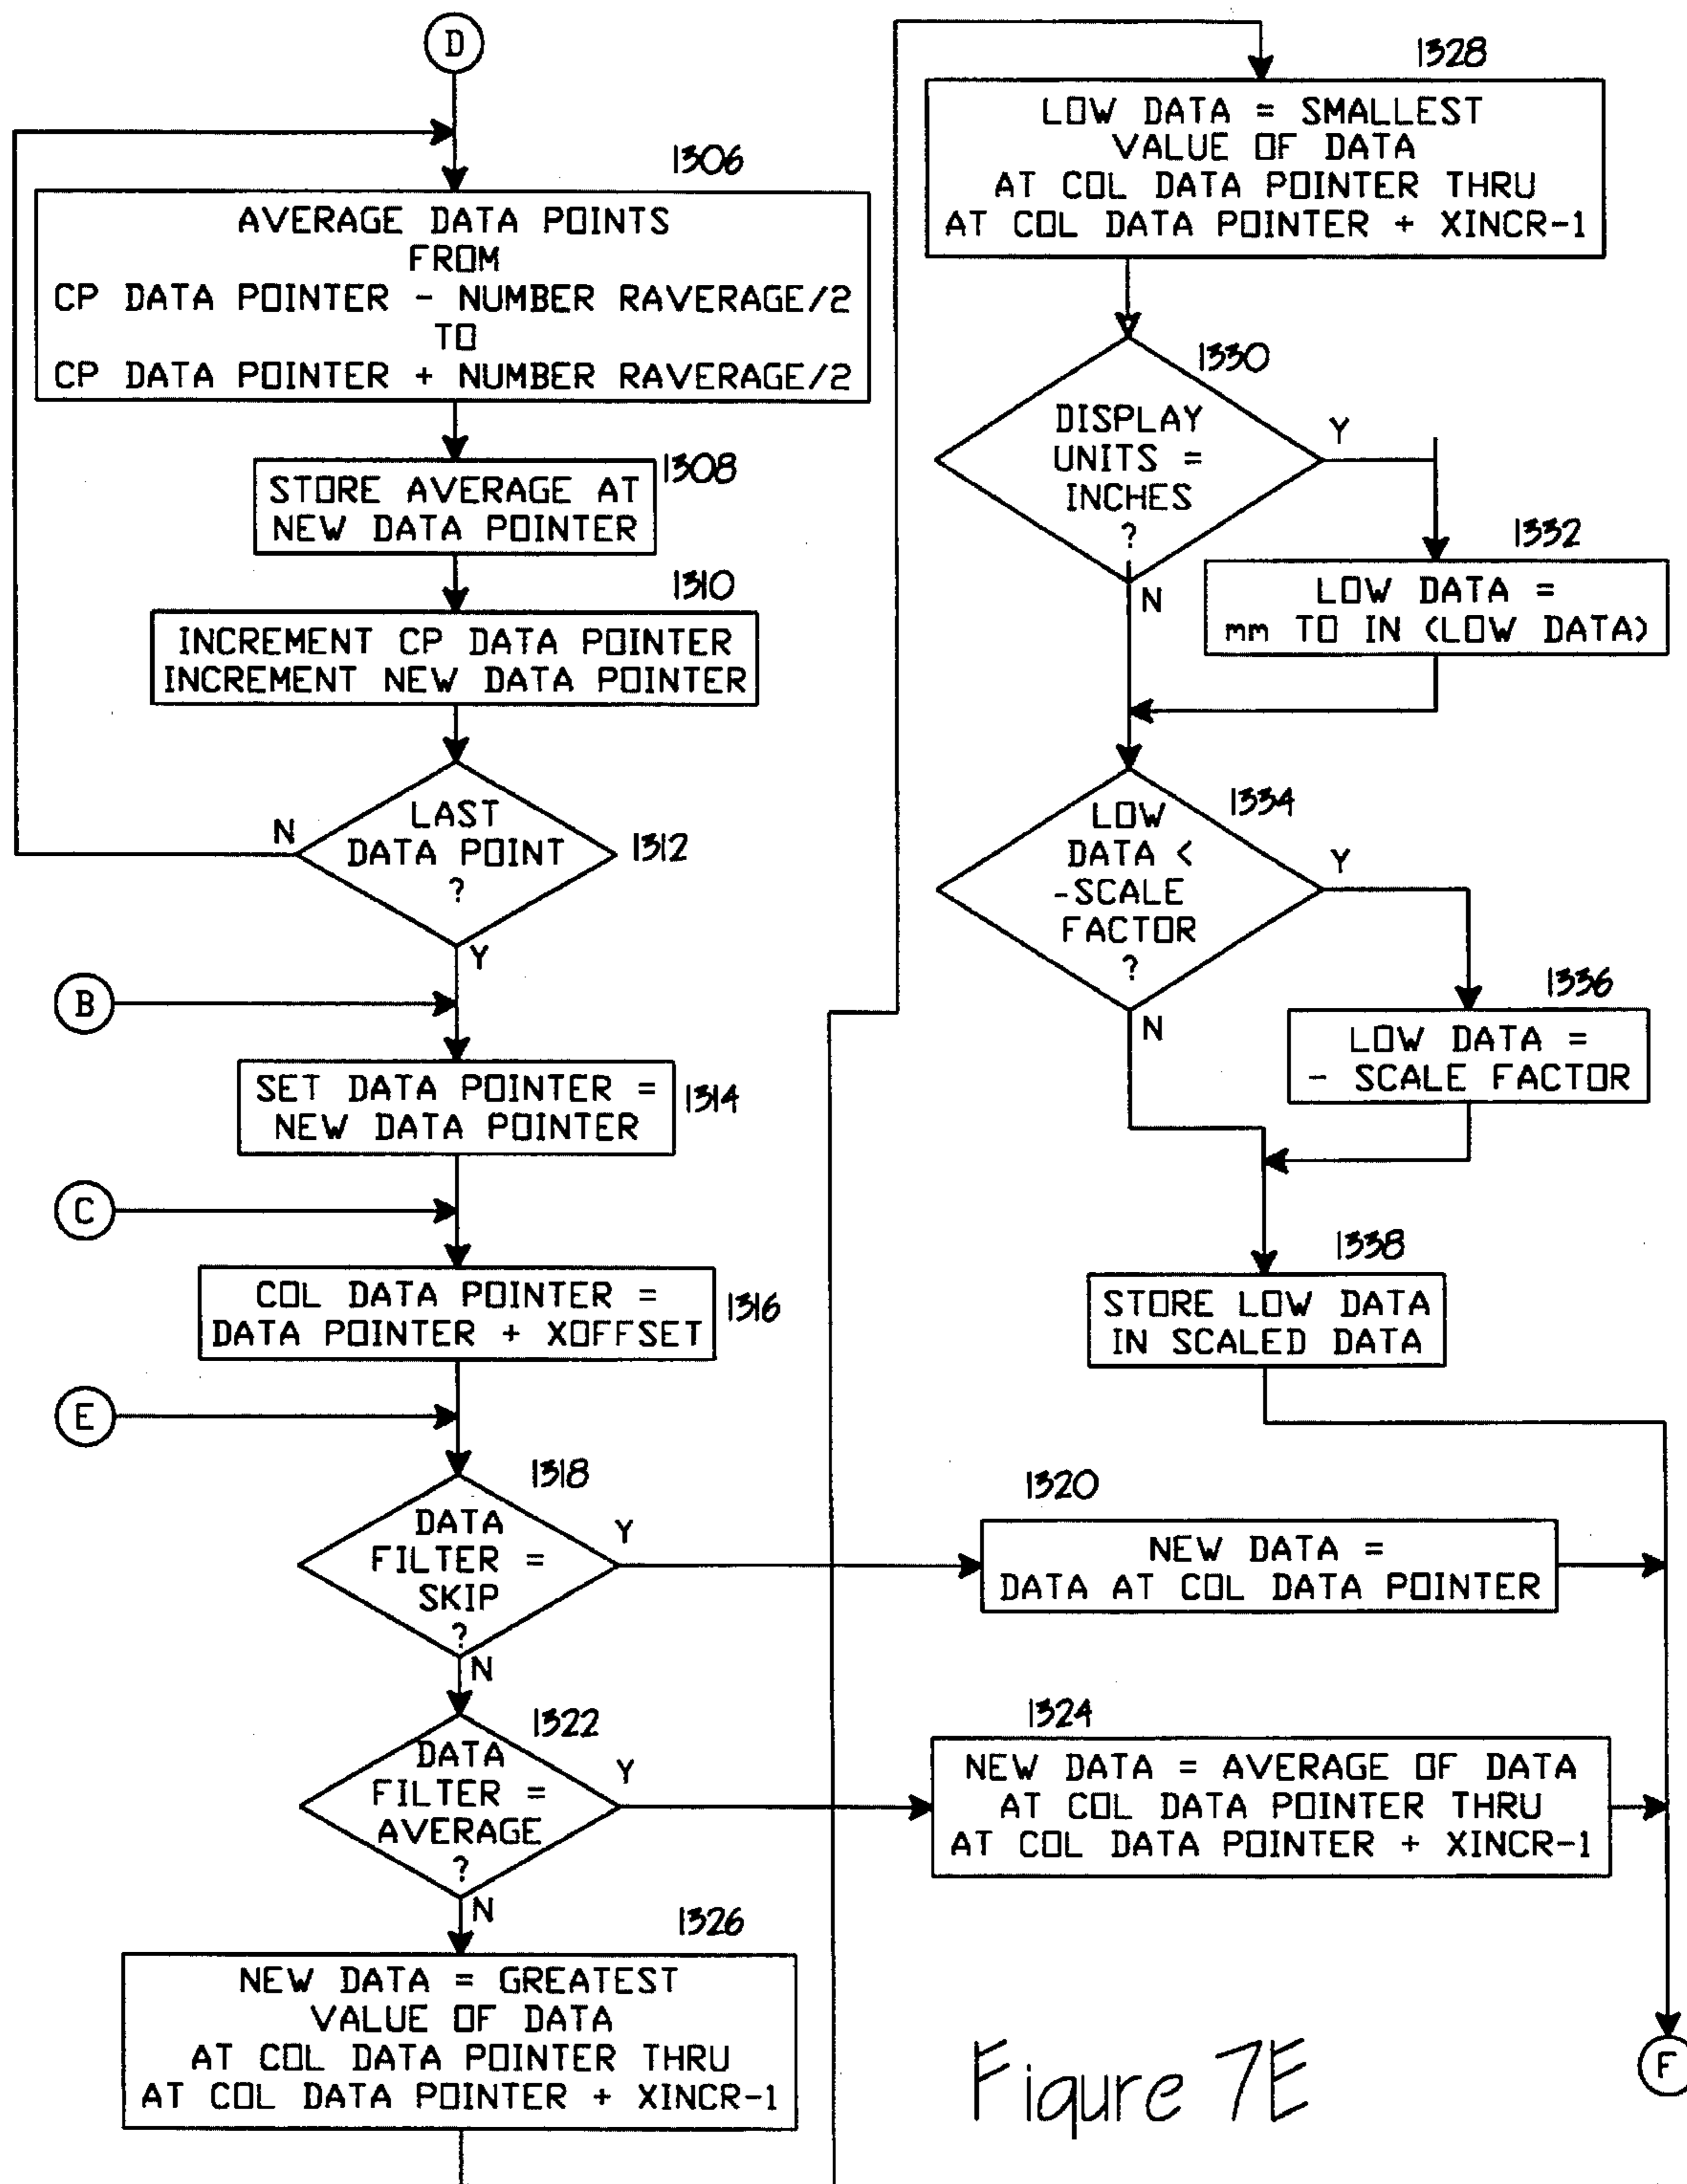 D
1306
AVERAGE DATA POINTS
FROM
CP DATA POINTER - NUMBER RAVERAGE/2
TO
CP DATA POINTER + NUMBER RAVERAGE/2
1308
STORE AVERAGE AT
NEW DATA POINTER
1310
INCREMENT CP DATA POINTER
INCREMENT NEW DATA POINTER
LAST
DATA POINT
?
1312
N
Y
B
SET DATA POINTER =
NEW DATA POINTER
1314
C
COL DATA POINTER =
DATA POINTER + XOFFSET
1316
E
1318
DATA
FILTER =
SKIP
?
Y
N
1320
NEW DATA =
DATA AT COL DATA POINTER
1322
DATA
FILTER =
AVERAGE
?
Y
N
1324
NEW DATA = AVERAGE OF DATA
AT COL DATA POINTER THRU
AT COL DATA POINTER + XINCR-1
1326
NEW DATA = GREATEST
VALUE OF DATA
AT COL DATA POINTER THRU
AT COL DATA POINTER + XINCR-1
1328
LOW DATA = SMALLEST
VALUE OF DATA
AT COL DATA POINTER THRU
AT COL DATA POINTER + XINCR-1
1330
DISPLAY
UNITS =
INCHES
?
Y
N
1332
LOW DATA =
mm TO IN (LOW DATA)
1334
LOW
DATA <
-SCALE
FACTOR
?
Y
N
1336
LOW DATA =
- SCALE FACTOR
1338
STORE LOW DATA
IN SCALED DATA
F
Figure 7E